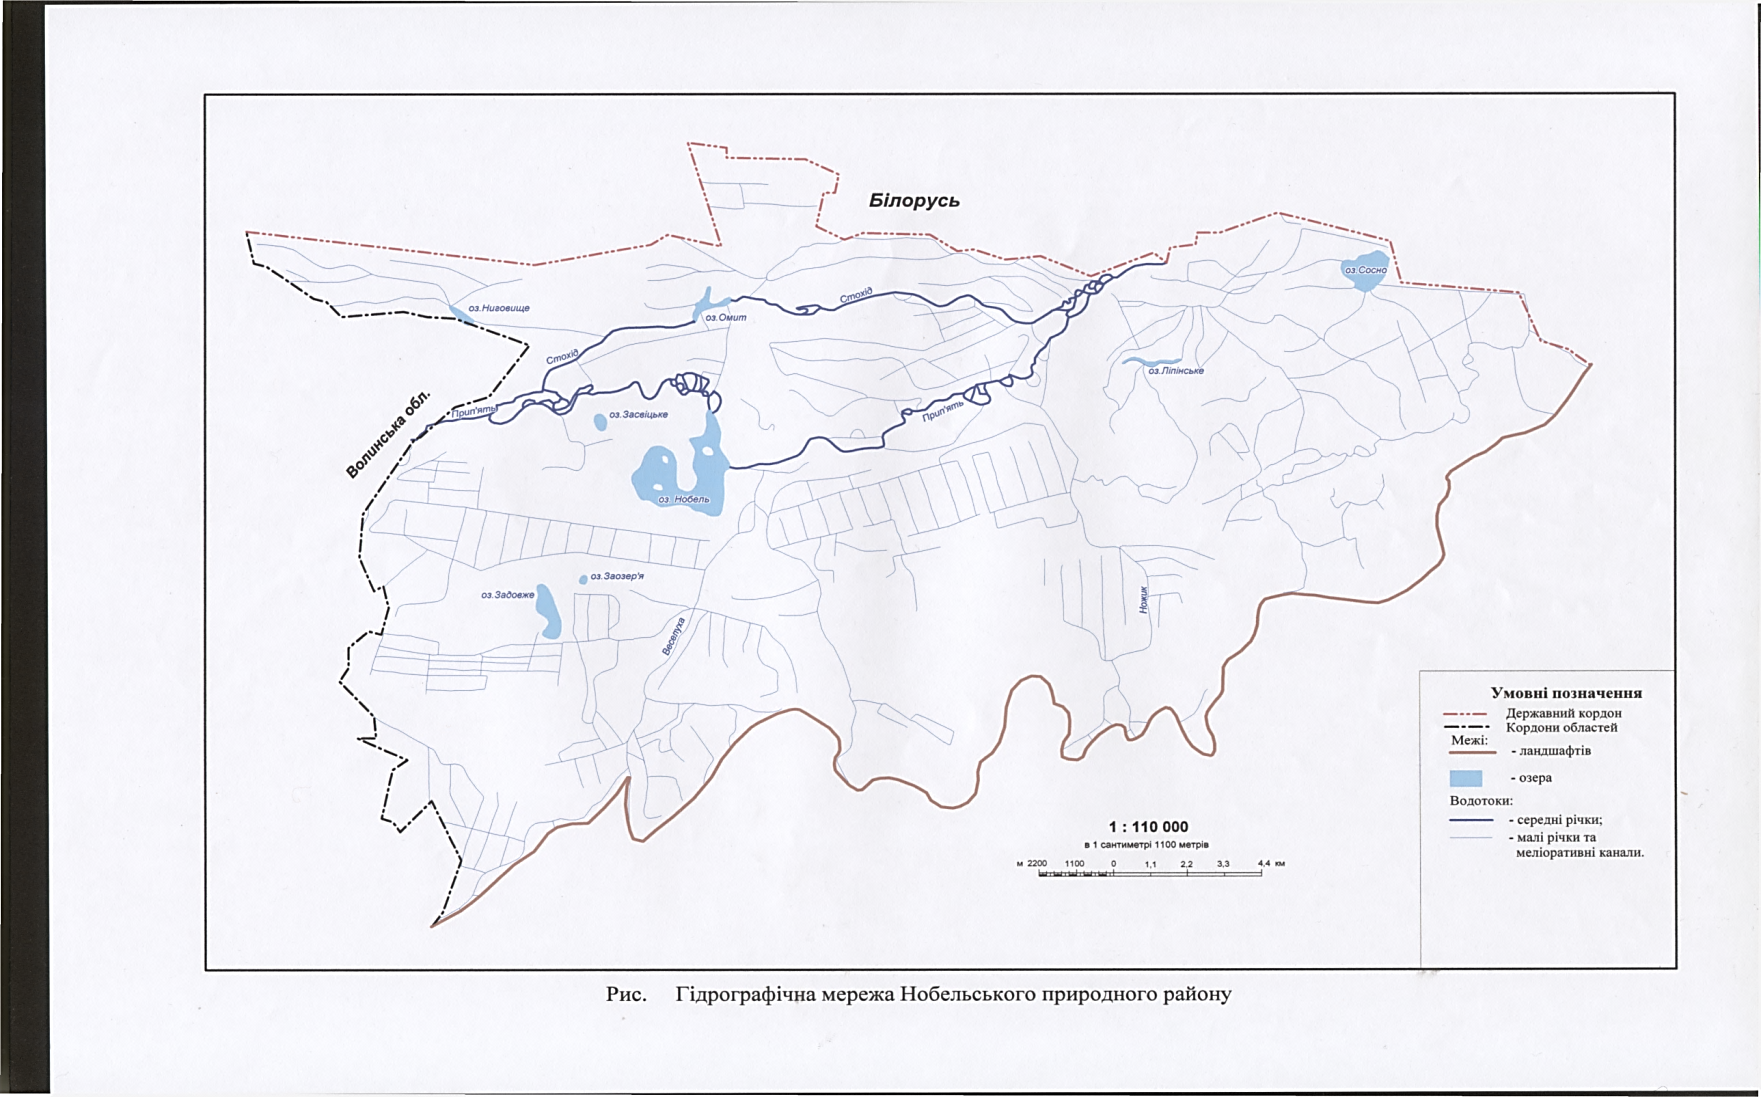 Білорусь
оз.Сосно
оз.Ниговище
Стохід
оз.Омит
Стохід
оз.Ліпінське
Прип'ять
Прип'ять
оз.Засвіцьке
Волинська обл.
оз. Нобель
оз.Заозер'я
оз.Задовже
Веселуха
Ножик
Умовні позначення
Державний кордон
Кордони областей
Межі:
- ландшафтів
- озера
Водотоки:
- середні річки;
- малі річки та
меліоративні канали.
1 : 110 000
в 1 сантиметрі 1100 метрів
м 2200 1100 0 1,1 2,2 3,3 4,4 км
Рис. Гідрографічна мережа Нобельського природного району